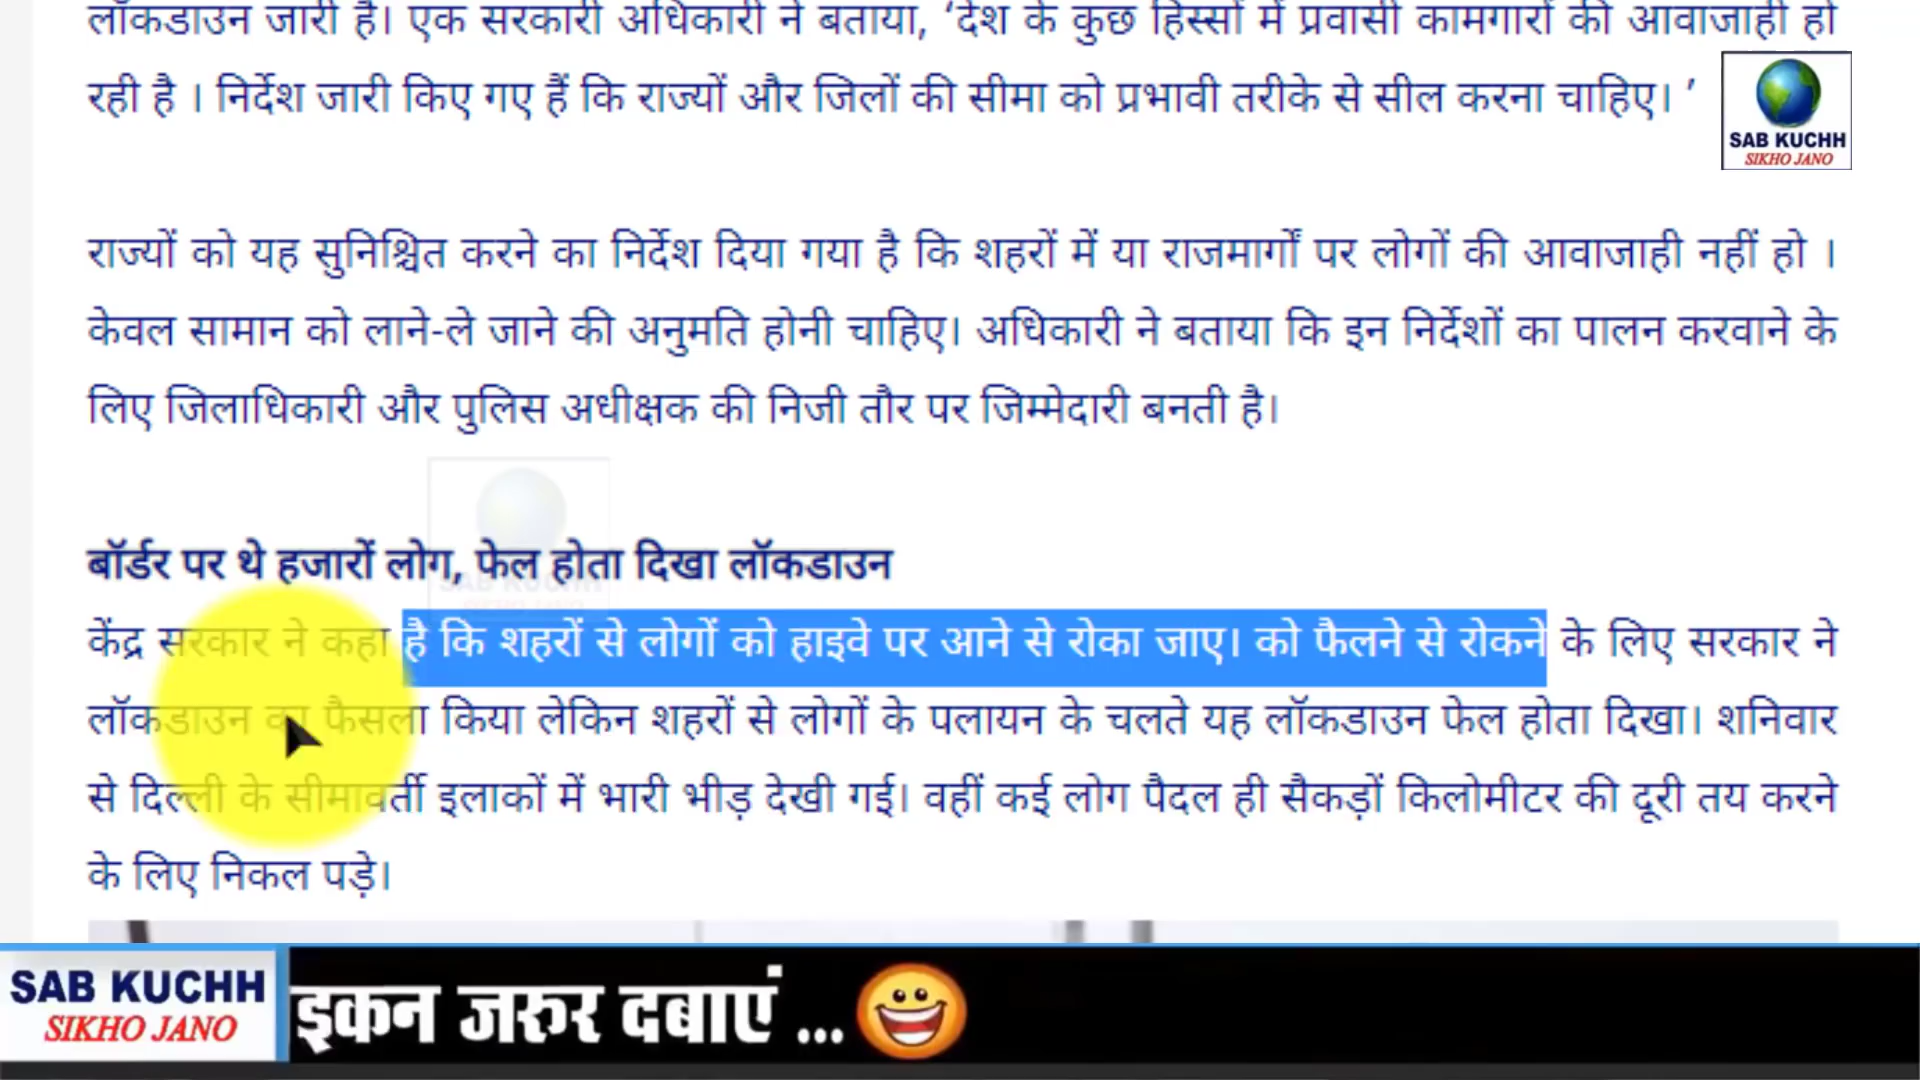 लॉकडाउन जारी है। एक सरकारी अधिकारी ने बताया, ‘देश के कुछ हिस्सों में प्रवासी कामगारों की आवाजाही हो
रही है । निर्देश जारी किए गए हैं कि राज्यों और जिलों की सीमा को प्रभावी तरीके से सील करना चाहिए। ’
SAB KUCHH
SIKHO JANO
राज्यों को यह सुनिश्चित करने का निर्देश दिया गया है कि शहरों में या राजमार्गों पर लोगों की आवाजाही नहीं हो ।
केवल सामान को लाने-ले जाने की अनुमति होनी चाहिए। अधिकारी ने बताया कि इन निर्देशों का पालन करवाने के
लिए जिलाधिकारी और पुलिस अधीक्षक की निजी तौर पर जिम्मेदारी बनती है।
बॉर्डर पर थे हजारों लोग, फेल होता दिखा लॉकडाउन
SAB KUCHH
SIKHO JANO
केंद्र सरकार ने कहा है कि शहरों से लोगों को हाइवे पर आने से रोका जाए। को फैलने से रोकने के लिए सरकार ने
लॉकडाउन का फैसला किया लेकिन शहरों से लोगों के पलायन के चलते यह लॉकडाउन फेल होता दिखा। शनिवार
से दिल्ली के सीमावर्ती इलाकों में भारी भीड़ देखी गई। वहीं कई लोग पैदल ही सैकड़ों किलोमीटर की दूरी तय करने
के लिए निकल पड़े।
SAB KUCHH
SIKHO JANO
इकन जरुर दबाएं ...